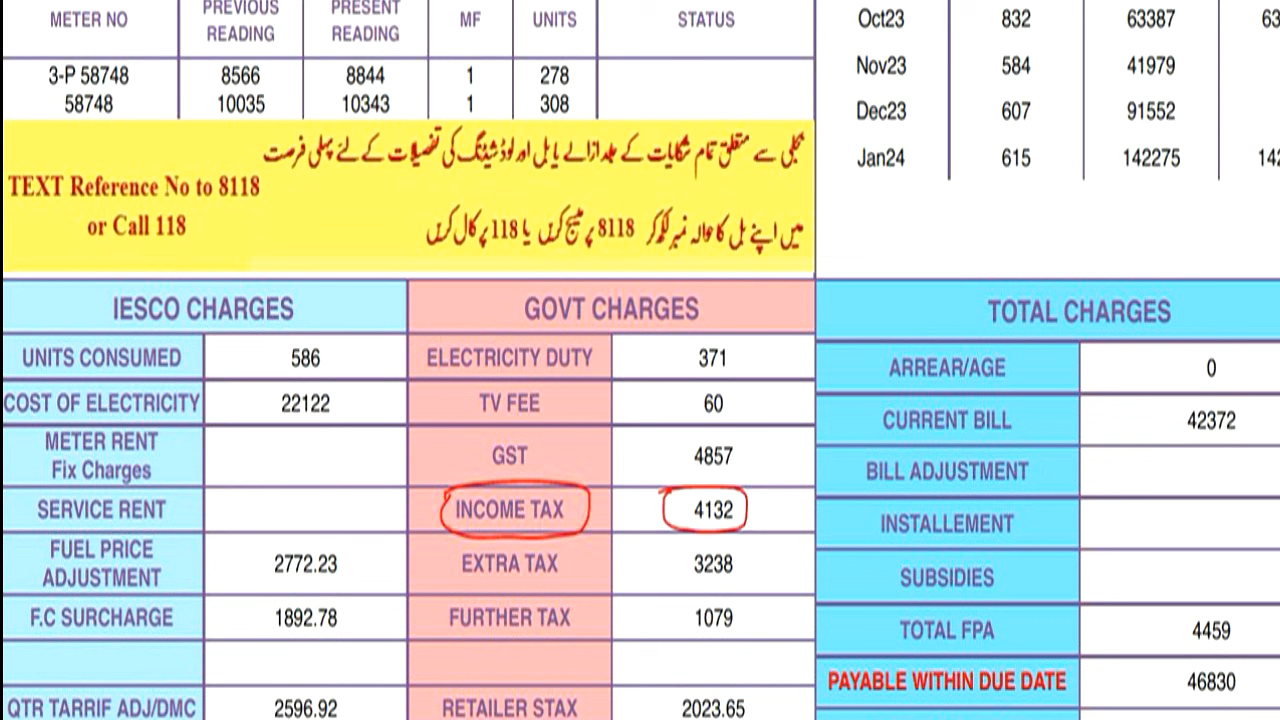 METER NO PREVIOUS READING PRESENT READING MF UNITS STATUS
3-P 58748 8566 8844 1 278
58748 10035 10343 1 308
Oct23 832 63387
Nov23 584 41979
Dec23 607 91552
Jan24 615 142275
بجلی سے متعلق تمام شکایات کے جلد ازالے یا بل اور لوڈشیڈنگ کی تفصیلات کے لئے پہلی فرصت
میں اپنے بل کا حوالہ نمبر لکھ کر 8118 پر میسج کریں یا 118 پر کال کریں
TEXT Reference No to 8118
or Call 118
IESCO CHARGES
UNITS CONSUMED 586
COST OF ELECTRICITY 22122
METER RENT
Fix Charges
SERVICE RENT
FUEL PRICE
ADJUSTMENT 2772.23
F.C SURCHARGE 1892.78
QTR TARRIF ADJ/DMC 2596.92
GOVT CHARGES
ELECTRICITY DUTY 371
TV FEE 60
GST 4857
INCOME TAX 4132
EXTRA TAX 3238
FURTHER TAX 1079
RETAILER STAX 2023.65
TOTAL CHARGES
ARREAR/AGE 0
CURRENT BILL 42372
BILL ADJUSTMENT
INSTALLEMENT
SUBSIDIES
TOTAL FPA 4459
PAYABLE WITHIN DUE DATE 46830